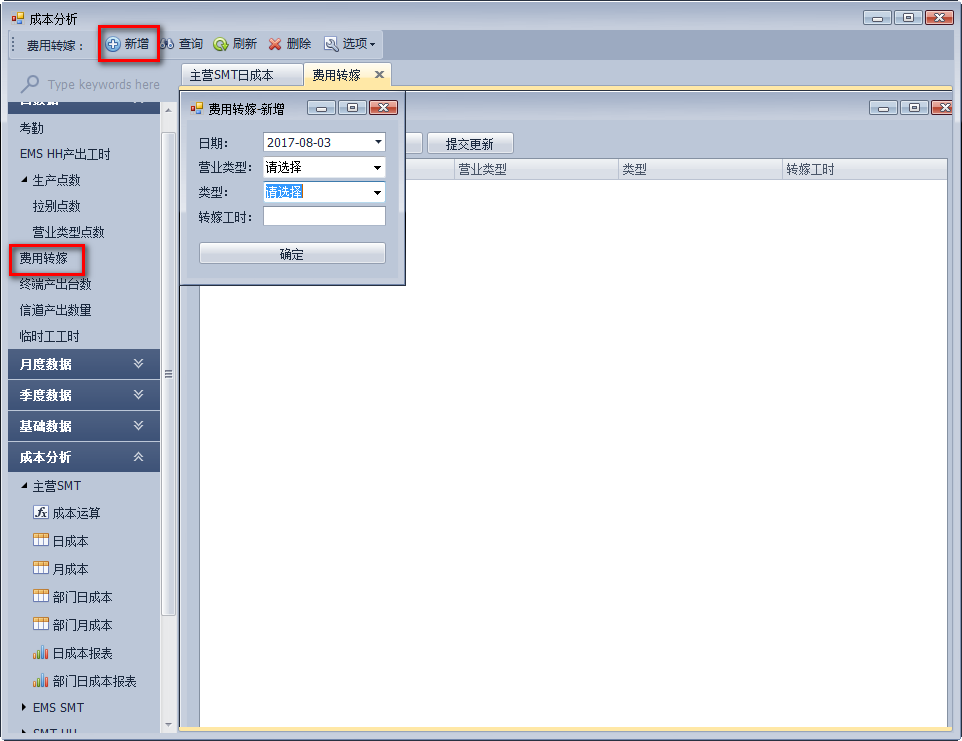 成本分析
费用转嫁: 新增 查询 刷新 删除 选项
Type keywords here
主营SMT日成本 费用转嫁
日数据
考勤
EMS HH产出工时
生产点数
拉别点数
营业类型点数
费用转嫁
终端产出台数
信道产出数量
临时工工时
月度数据
季度数据
基础数据
成本分析
主营SMT
成本运算
日成本
月成本
部门日成本
部门月成本
日成本报表
部门日成本报表
EMS SMT
SMT HH
费用转嫁-新增
日期: 2017-08-03
营业类型: 请选择
类型: 请选择
转嫁工时:
确定
提交更新
营业类型 类型 转嫁工时